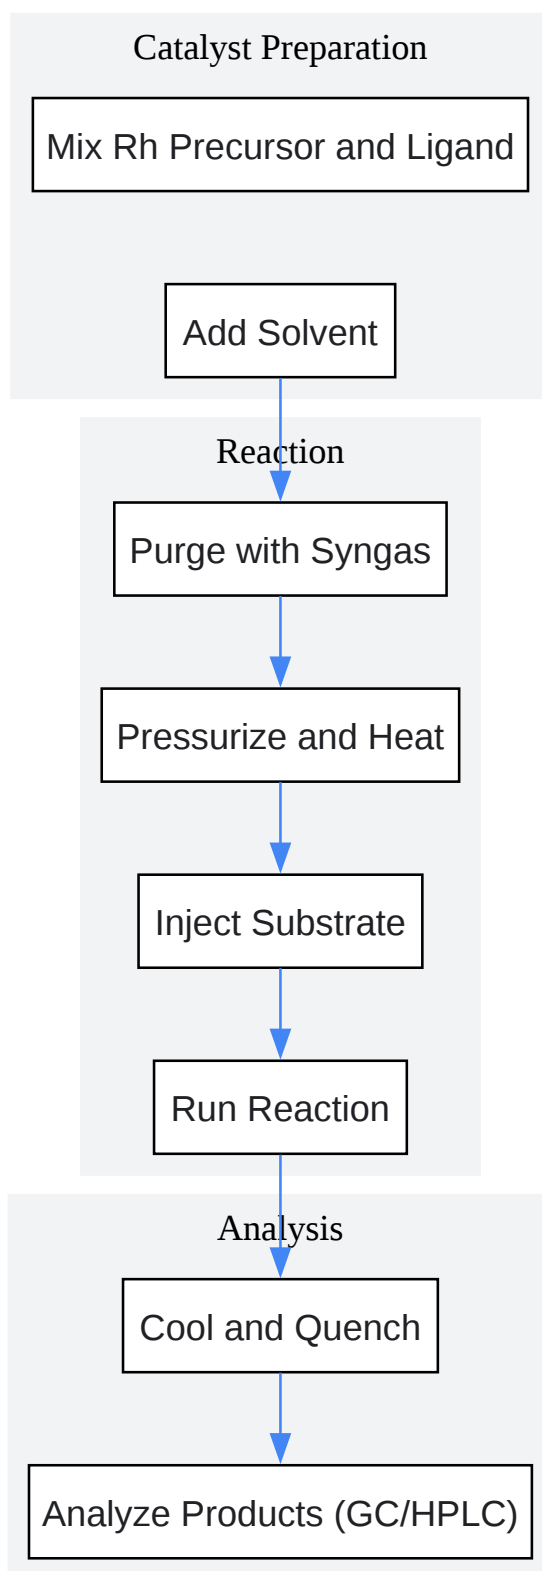 Catalyst Preparation
Mix Rh Precursor and Ligand
Add Solvent
Reaction
Purge with Syngas
Pressurize and Heat
Inject Substrate
Run Reaction
Analysis
Cool and Quench
Analyze Products (GC/HPLC)